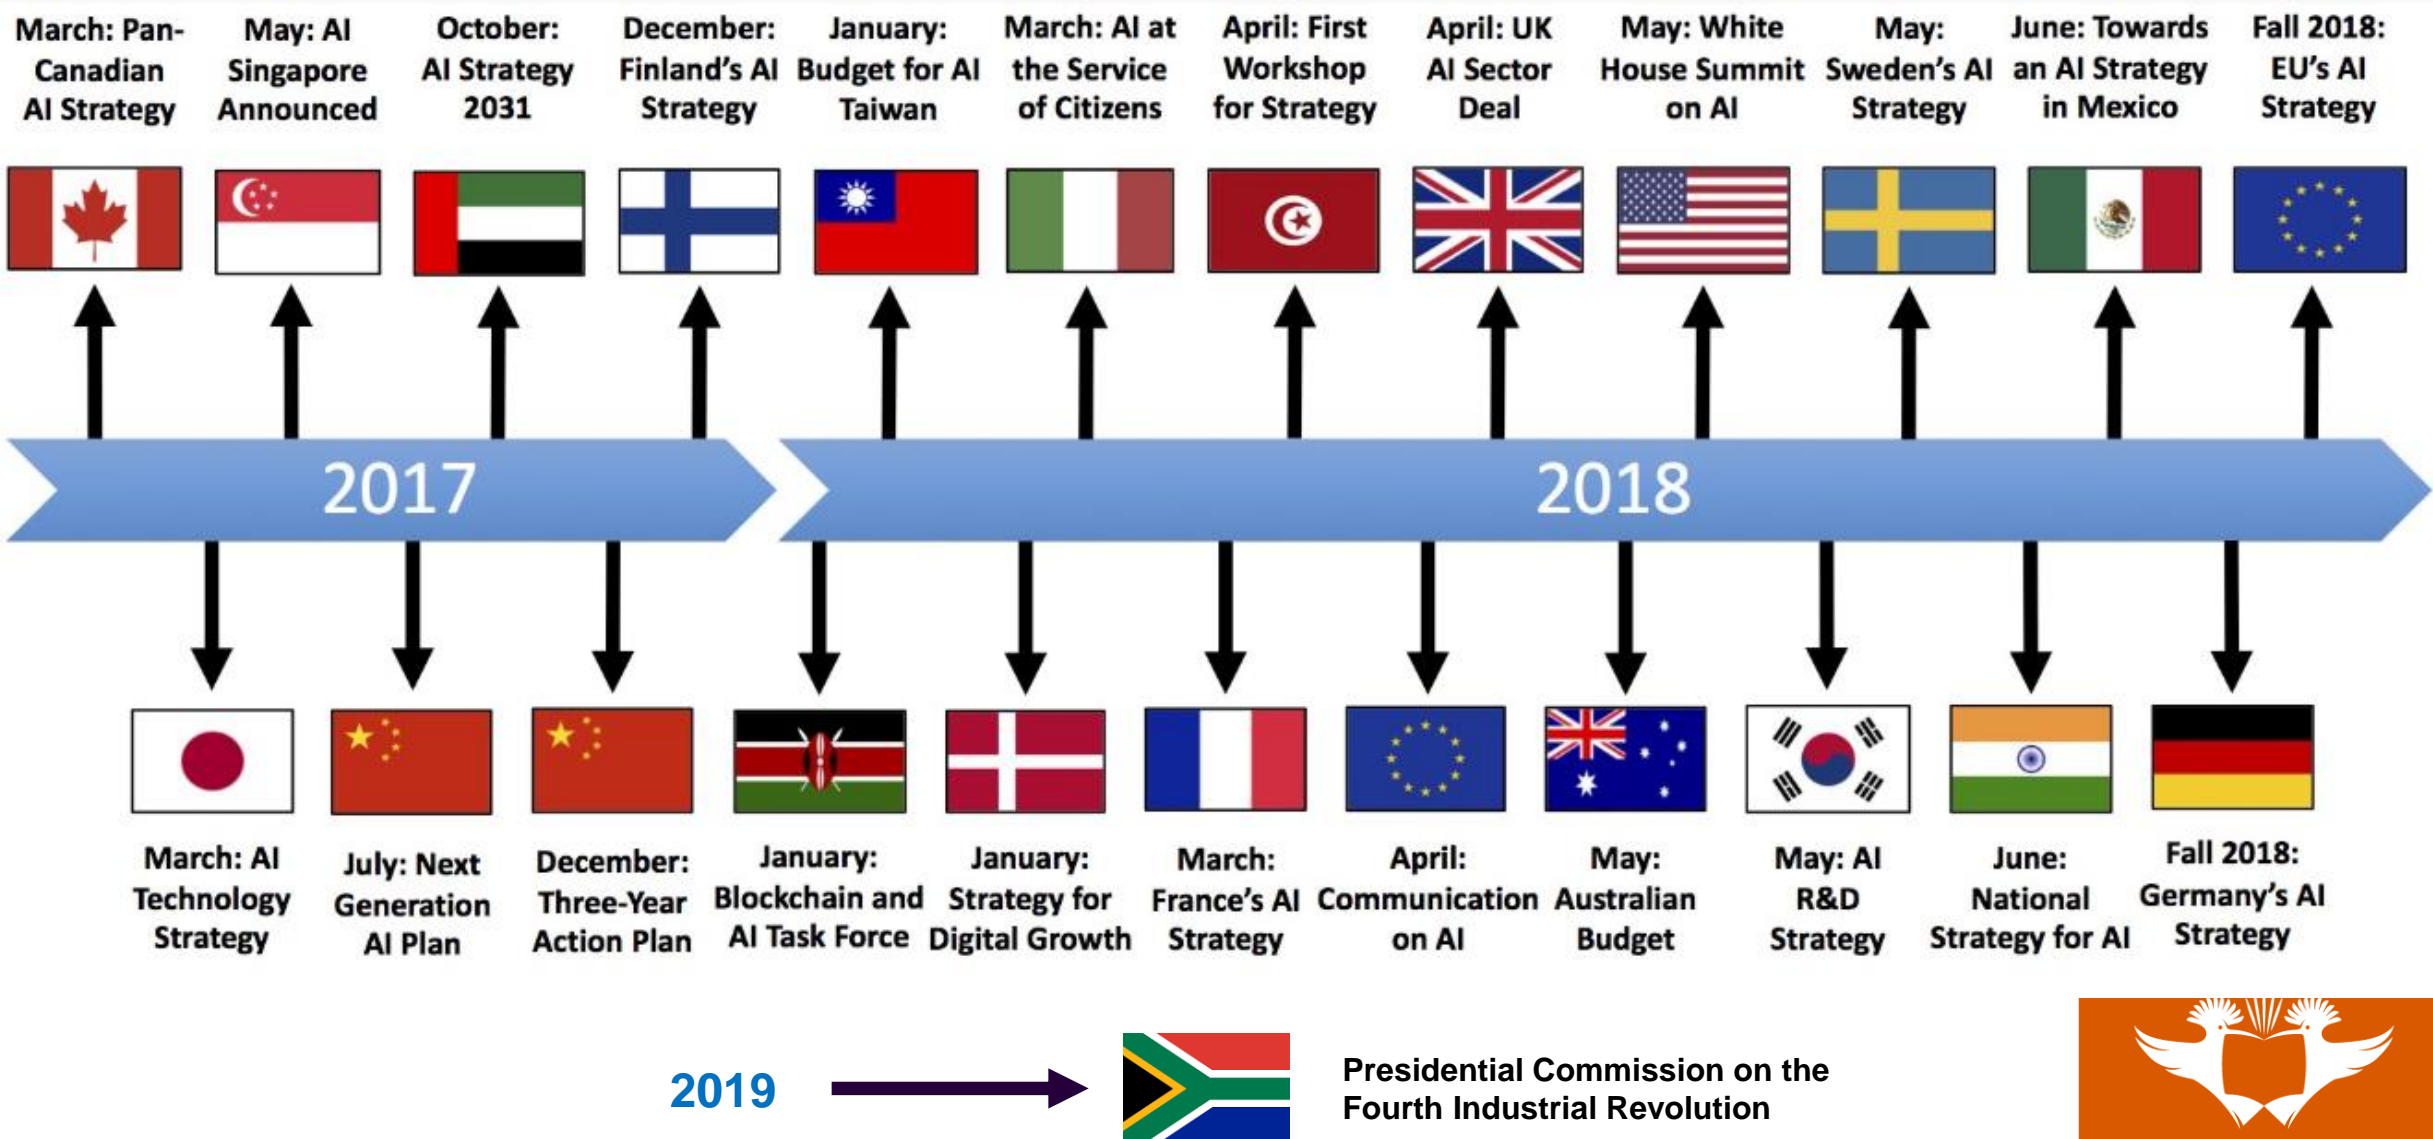 March: Pan-
Canadian
AI Strategy
May: AI
Singapore
Announced
October:
AI Strategy
2031
December:
Finland's AI
Strategy
January:
Budget for AI
Taiwan
March: AI at
the Service
of Citizens
April: First
Workshop
for Strategy
April: UK
AI Sector
Deal
May: White
House Summit
on AI
May:
Sweden's AI
Strategy
June: Towards
an AI Strategy
in Mexico
Fall 2018:
EU's AI
Strategy
2017
2018
March: AI
Technology
Strategy
July: Next
Generation
AI Plan
December:
Three-Year
Action Plan
January:
Blockchain and
AI Task Force
January:
Strategy for
Digital Growth
March:
France's AI
Strategy
April:
Communication
on AI
May:
Australian
Budget
May: AI
R&D
Strategy
June:
National
Strategy for AI
Fall 2018:
Germany's AI
Strategy
2019
Presidential Commission on the
Fourth Industrial Revolution